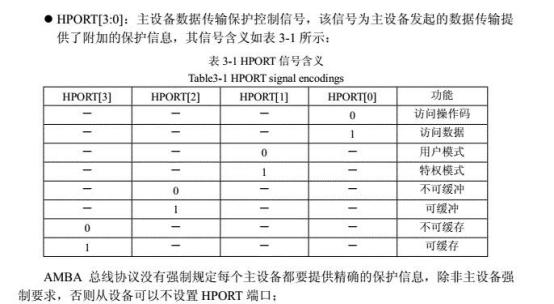 ● HPORT[3:0]：主设备数据传输保护控制信号，该信号为主设备发起的数据传输提
供了附加的保护信息，其信号含义如表 3-1 所示：
表 3-1 HPORT 信号含义
Table3-1 HPORT signal encodings
HPORT[3] HPORT[2] HPORT[1] HPORT[0] 功能
－ － － 0 访问操作码
－ － － 1 访问数据
－ － 0 － 用户模式
－ － 1 － 特权模式
－ 0 － － 不可缓冲
－ 1 － － 可缓冲
0 － － － 不可缓存
1 － － － 可缓存
AMBA 总线协议没有强制规定每个主设备都要提供精确的保护信息，除非主设备强
制要求，否则从设备可以不设置 HPORT 端口；